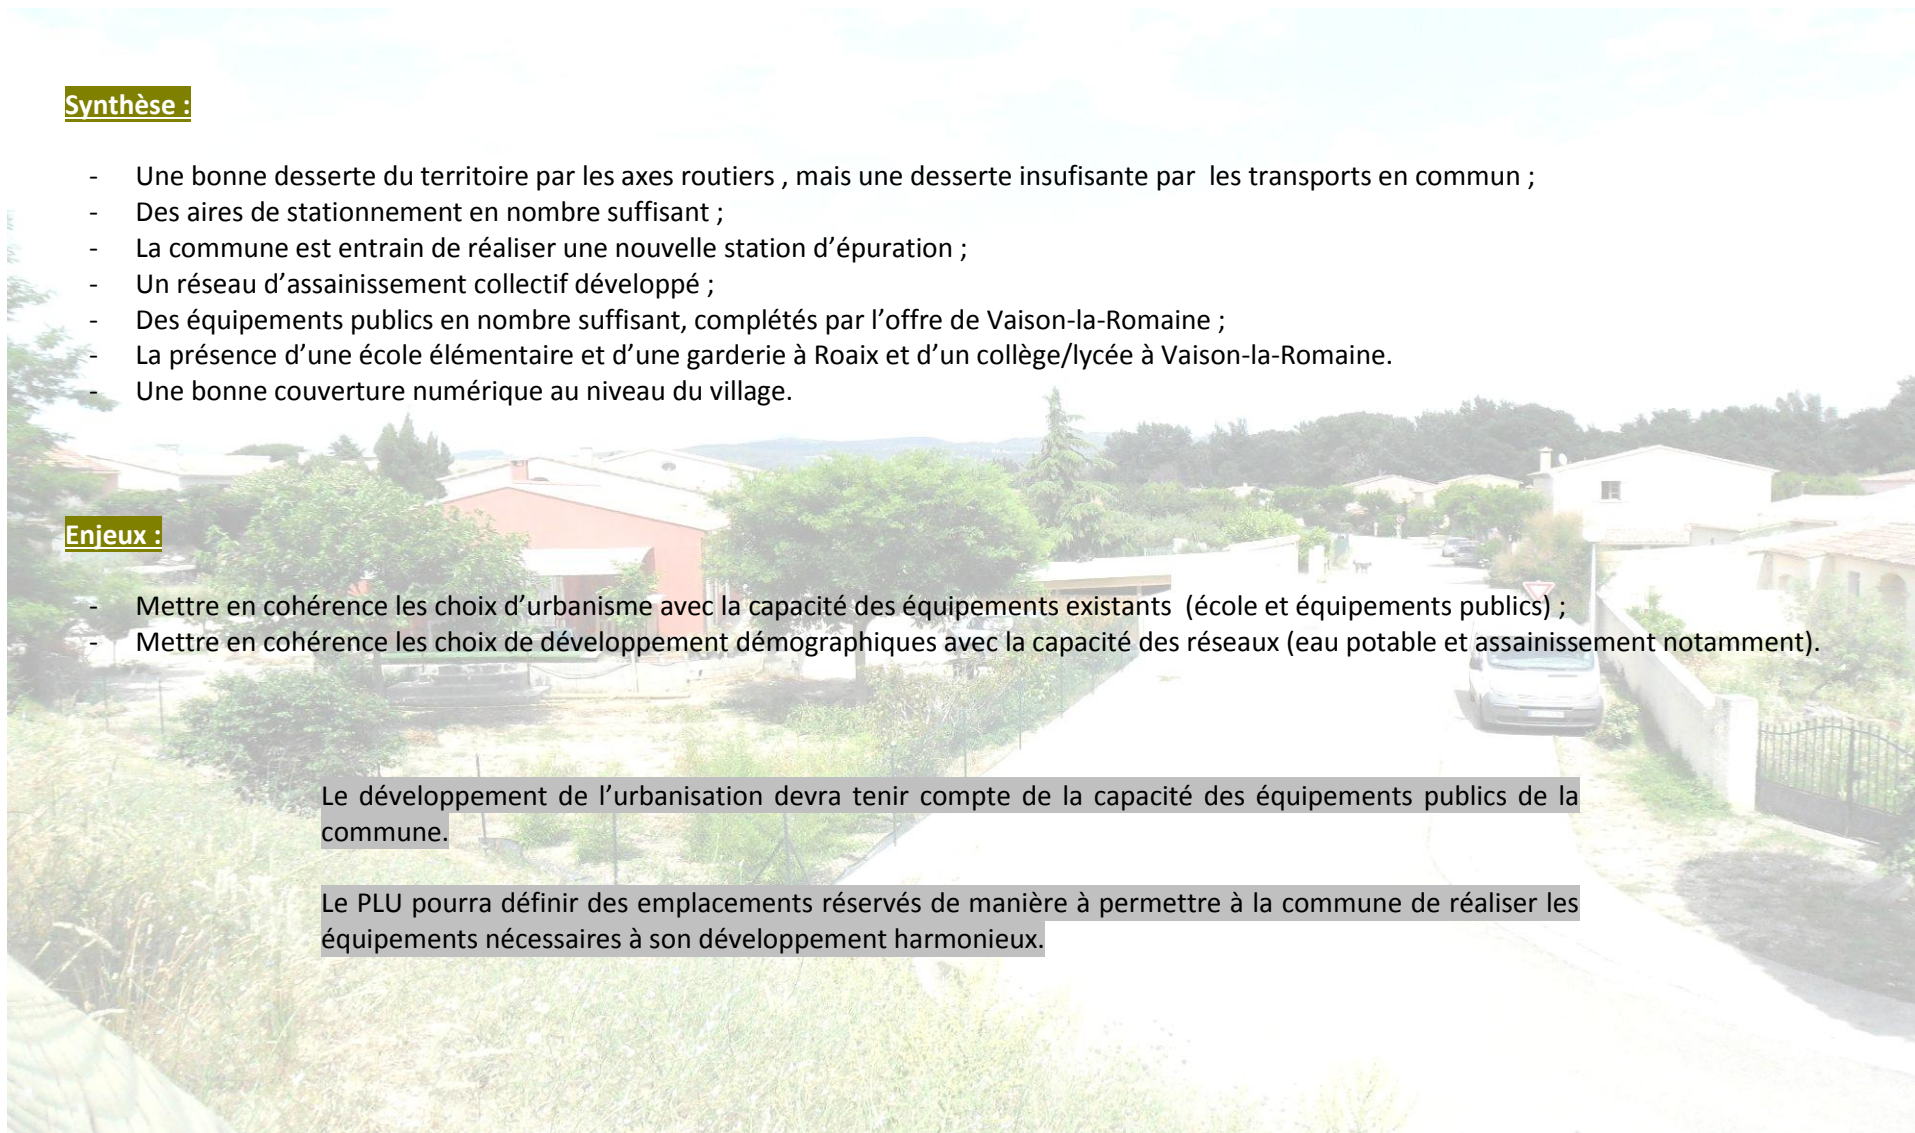 Synthèse :
- Une bonne desserte du territoire par les axes routiers , mais une desserte insufisante par les transports en commun ;
- Des aires de stationnement en nombre suffisant ;
- La commune est entrain de réaliser une nouvelle station d’épuration ;
- Un réseau d’assainissement collectif développé ;
- Des équipements publics en nombre suffisant, complétés par l’offre de Vaison-la-Romaine ;
- La présence d’une école élémentaire et d’une garderie à Roaix et d’un collège/lycée à Vaison-la-Romaine.
- Une bonne couverture numérique au niveau du village.
Enjeux :
- Mettre en cohérence les choix d’urbanisme avec la capacité des équipements existants (école et équipements publics) ;
- Mettre en cohérence les choix de développement démographiques avec la capacité des réseaux (eau potable et assainissement notamment).
Le développement de l’urbanisation devra tenir compte de la capacité des équipements publics de la
commune.
Le PLU pourra définir des emplacements réservés de manière à permettre à la commune de réaliser les
équipements nécessaires à son développement harmonieux.